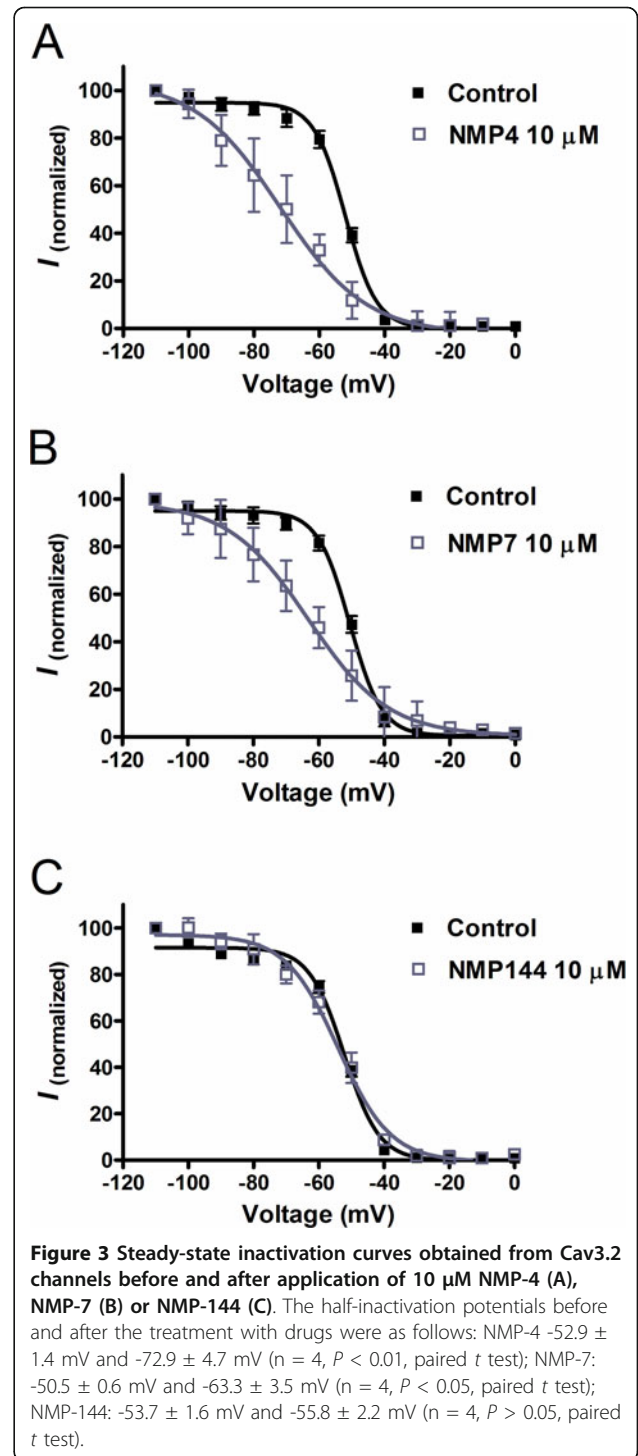 A
I (normalized)
100
80
60
40
20
0
-120 -100 -80 -60 -40 -20 0
Voltage (mV)
Control
NMP4 10 μM
B
I (normalized)
100
80
60
40
20
0
-120 -100 -80 -60 -40 -20 0
Voltage (mV)
Control
NMP7 10 μM
C
I (normalized)
100
80
60
40
20
0
-120 -100 -80 -60 -40 -20 0
Voltage (mV)
Control
NMP144 10 μM
Figure 3 Steady-state inactivation curves obtained from Cav3.2
channels before and after application of 10 μM NMP-4 (A),
NMP-7 (B) or NMP-144 (C). The half-inactivation potentials before
and after the treatment with drugs were as follows: NMP-4 -52.9 ±
1.4 mV and -72.9 ± 4.7 mV (n = 4, P < 0.01, paired t test); NMP-7:
-50.5 ± 0.6 mV and -63.3 ± 3.5 mV (n = 4, P < 0.05, paired t test);
NMP-144: -53.7 ± 1.6 mV and -55.8 ± 2.2 mV (n = 4, P > 0.05, paired
t test).